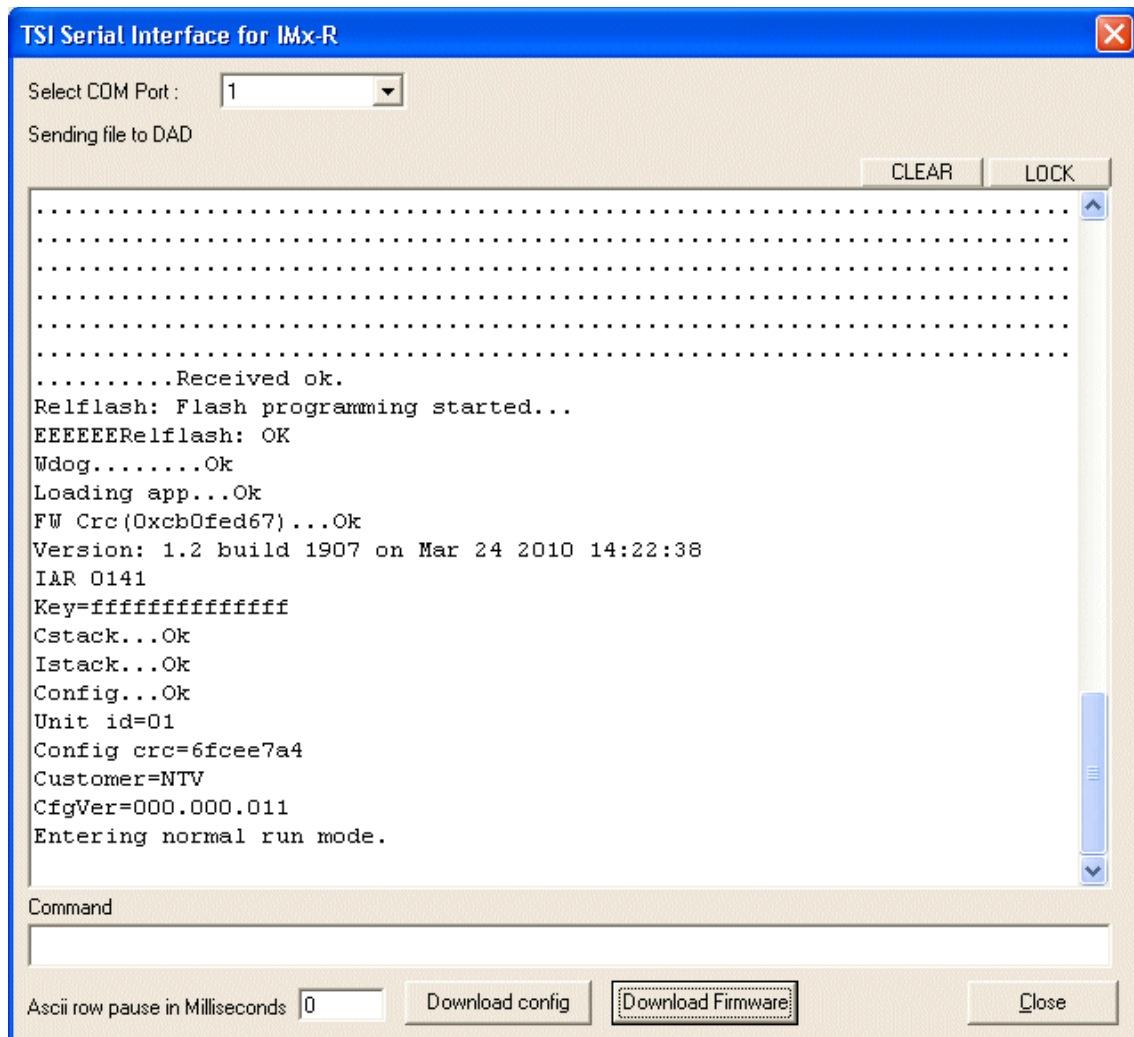 TSI Serial Interface for IMx-R
Select COM Port : 1
Sending file to DAD
CLEAR LOCK
.........................................................................
.........................................................................
.........................................................................
.........................................................................
.........................................................................
.........................................................................
..........Received ok.
Relflash: Flash programming started...
EEEEEERelflash: OK
Wdog........Ok
Loading app...Ok
FW Crc(0xcb0fed67)...Ok
Version: 1.2 build 1907 on Mar 24 2010 14:22:38
IAR 0141
Key=ffffffffffffff
Cstack...Ok
Istack...Ok
Config...Ok
Unit id=01
Config crc=6fcee7a4
Customer=NTV
CfgVer=000.000.011
Entering normal run mode.
Command
Ascii row pause in Milliseconds 0 Download config Download Firmware Close